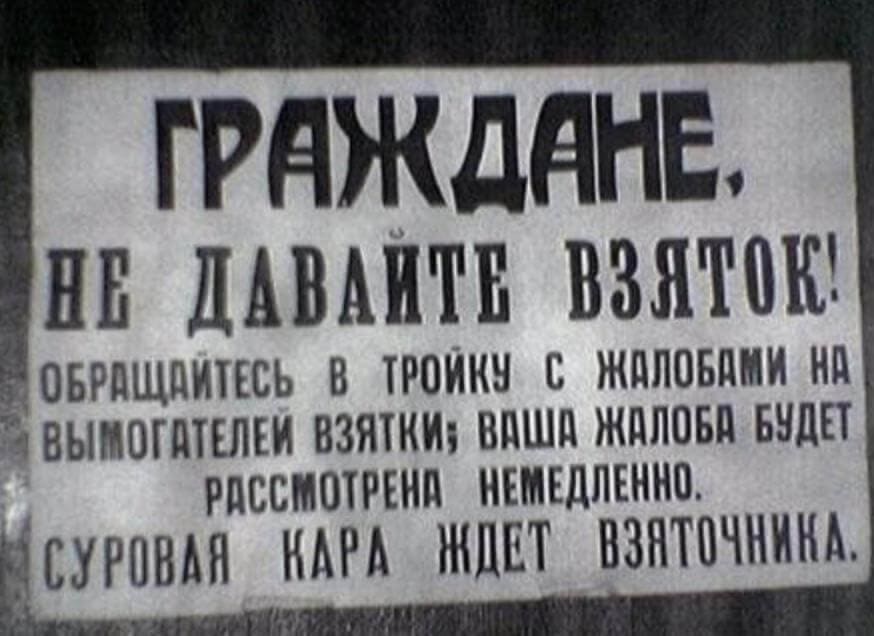 ГРАЖДАНЕ,
НЕ ДАВАЙТЕ ВЗЯТОК!
ОБРАЩАЙТЕСЬ В ТРОЙКУ С ЖАЛОБАМИ НА
ВЫМОГАТЕЛЕЙ ВЗЯТКИ; ВАША ЖАЛОБА БУДЕТ
РАССМОТРЕНА НЕМЕДЛЕННО.
СУРОВАЯ КАРА ЖДЕТ ВЗЯТОЧНИКА.